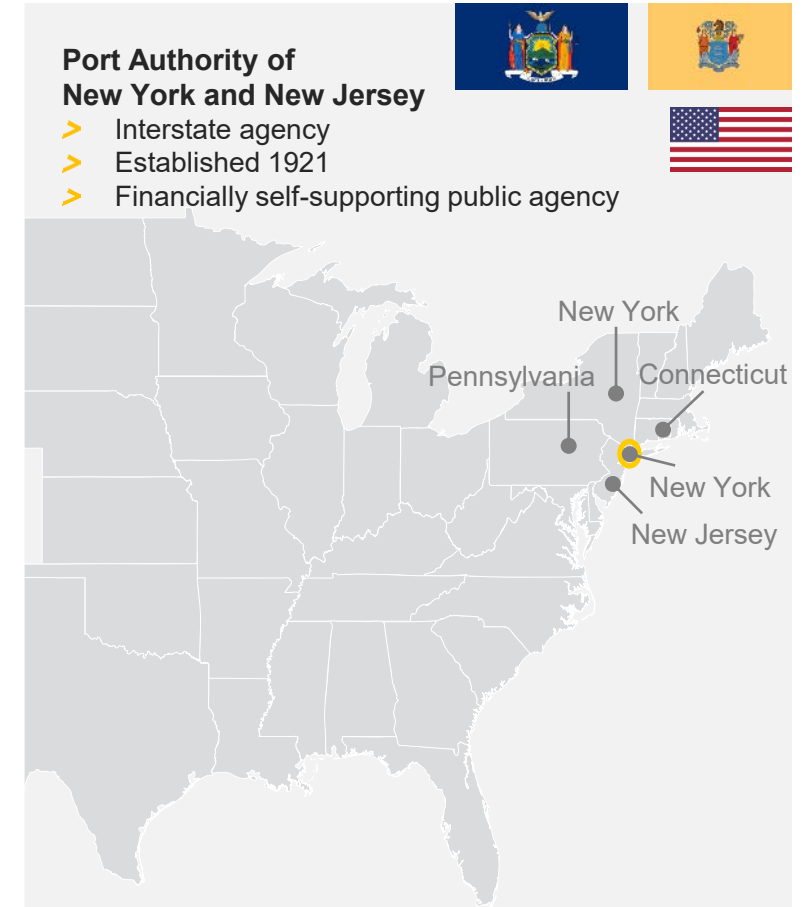 Port Authority of
New York and New Jersey
> Interstate agency
> Established 1921
> Financially self-supporting public agency
New York
Pennsylvania
Connecticut
New York
New Jersey